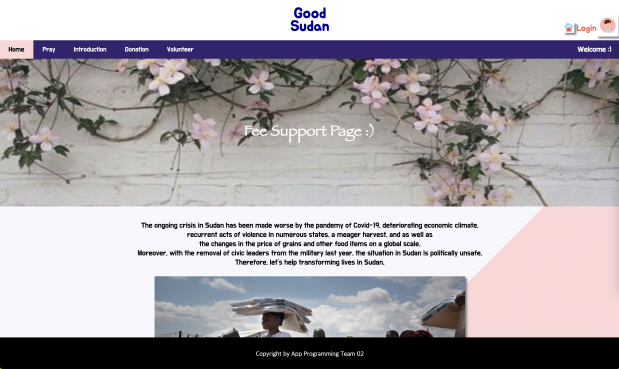 Good
Sudan
Login
Home
Pray
Introduction
Donation
Volunteer
Welcome :)
Fee Support Page :)
The ongoing crisis in Sudan has been made worse by the pandemy of Covid-19, deteriorating economic climate,
recurrent acts of violence in numerous states, a meager harvest, and as well as
the changes in the price of grains and other food items on a global scale.
Moreover, with the removal of civic leaders from the military last year, the situation in Sudan is politically unsafe.
Therefore, let's help transforming lives in Sudan.
Copyright by App Programming Team 02